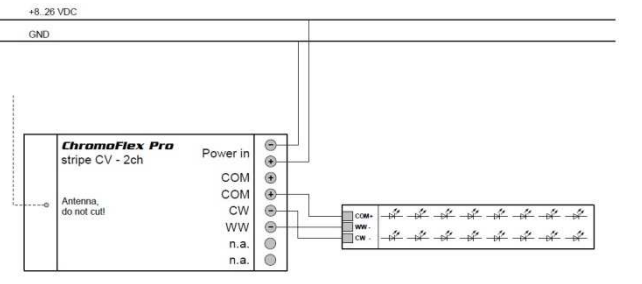 +8..26 VDC
GND
ChromoFlex Pro
stripe CV - 2ch
Power in
COM
COM
CW
WW
n.a.
n.a.
Antenna,
do not cut!
COM+
WW -
CW -